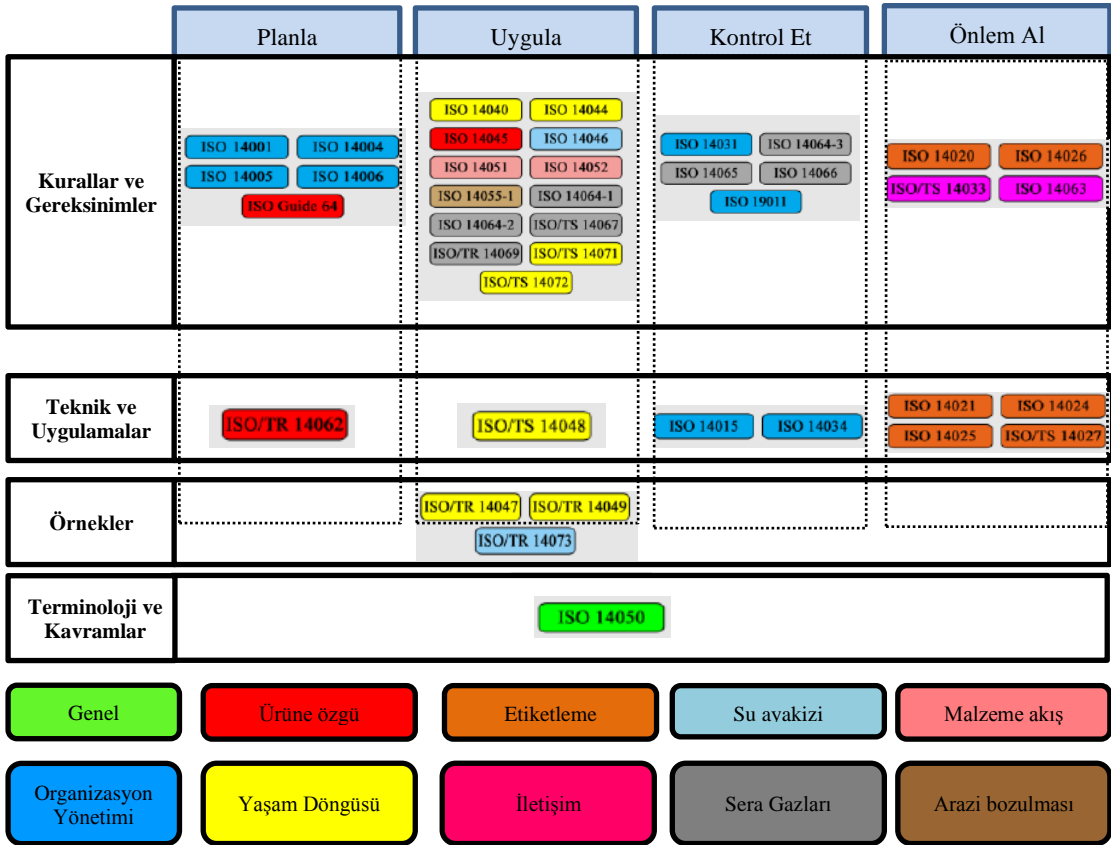 Planla
Uygula
Kontrol Et
Önlem Al
Kurallar ve
Gereksinimler
ISO 14001
ISO 14004
ISO 14005
ISO 14006
ISO Guide 64
ISO 14040
ISO 14044
ISO 14045
ISO 14046
ISO 14051
ISO 14052
ISO 14055-1
ISO 14064-1
ISO 14064-2
ISO/TS 14067
ISO/TR 14069
ISO/TS 14071
ISO/TS 14072
ISO 14031
ISO 14064-3
ISO 14065
ISO 14066
ISO 19011
ISO 14020
ISO 14026
ISO/TS 14033
ISO 14063
Teknik ve
Uygulamalar
ISO/TR 14062
ISO/TS 14048
ISO 14015
ISO 14034
ISO 14021
ISO 14024
ISO 14025
ISO/TS 14027
Örnekler
ISO/TR 14047
ISO/TR 14049
ISO/TR 14073
Terminoloji ve
Kavramlar
ISO 14050
Genel
Ürüne özgü
Etiketleme
Su avakizi
Malzeme akış
Organizasyon
Yönetimi
Yaşam Döngüsü
İletişim
Sera Gazları
Arazi bozulması